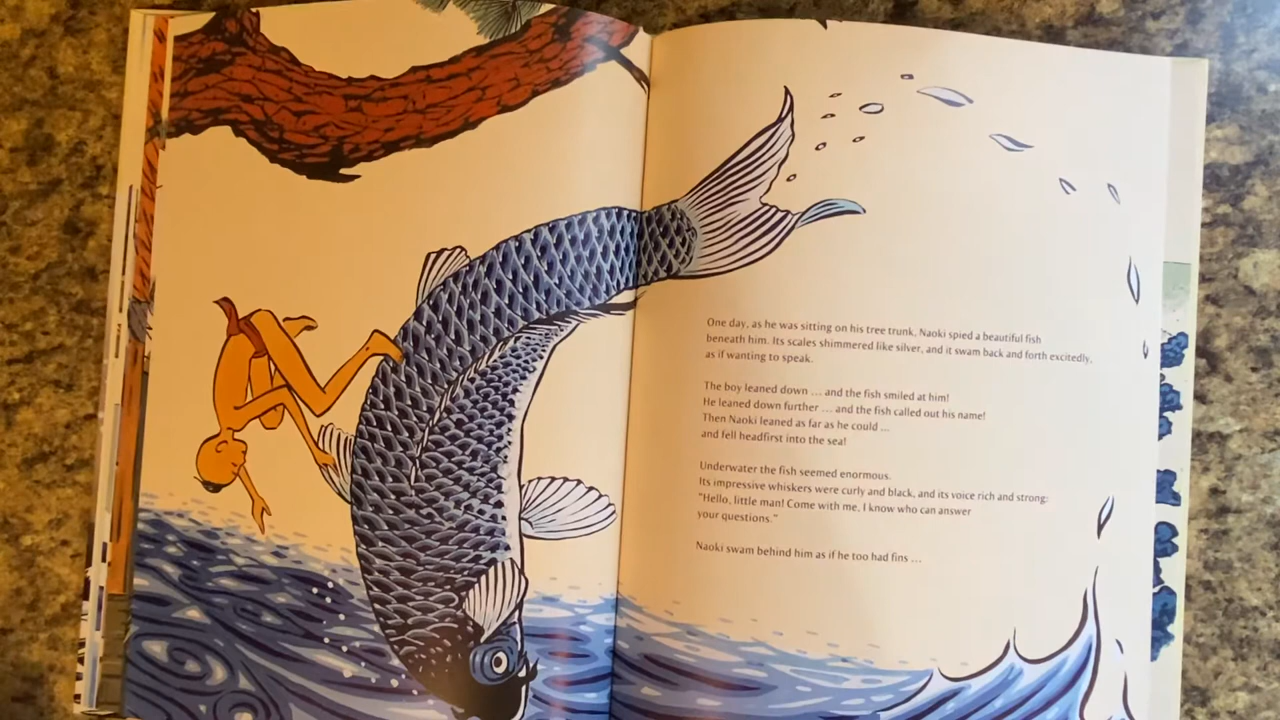 One day, as he was sitting on his tree trunk, Naoki spied a beautiful fish
beneath him. Its scales shimmered like silver, and it swam back and forth excitedly,
as if wanting to speak.
The boy leaned down ... and the fish smiled at him!
He leaned down further ... and the fish called out his name!
Then Naoki leaned as far as he could ...
and fell headfirst into the sea!
Underwater the fish seemed enormous.
Its impressive whiskers were curly and black, and its voice rich and strong:
"Hello, little man! Come with me, I know who can answer
your questions."
Naoki swam behind him as if he too had fins ...